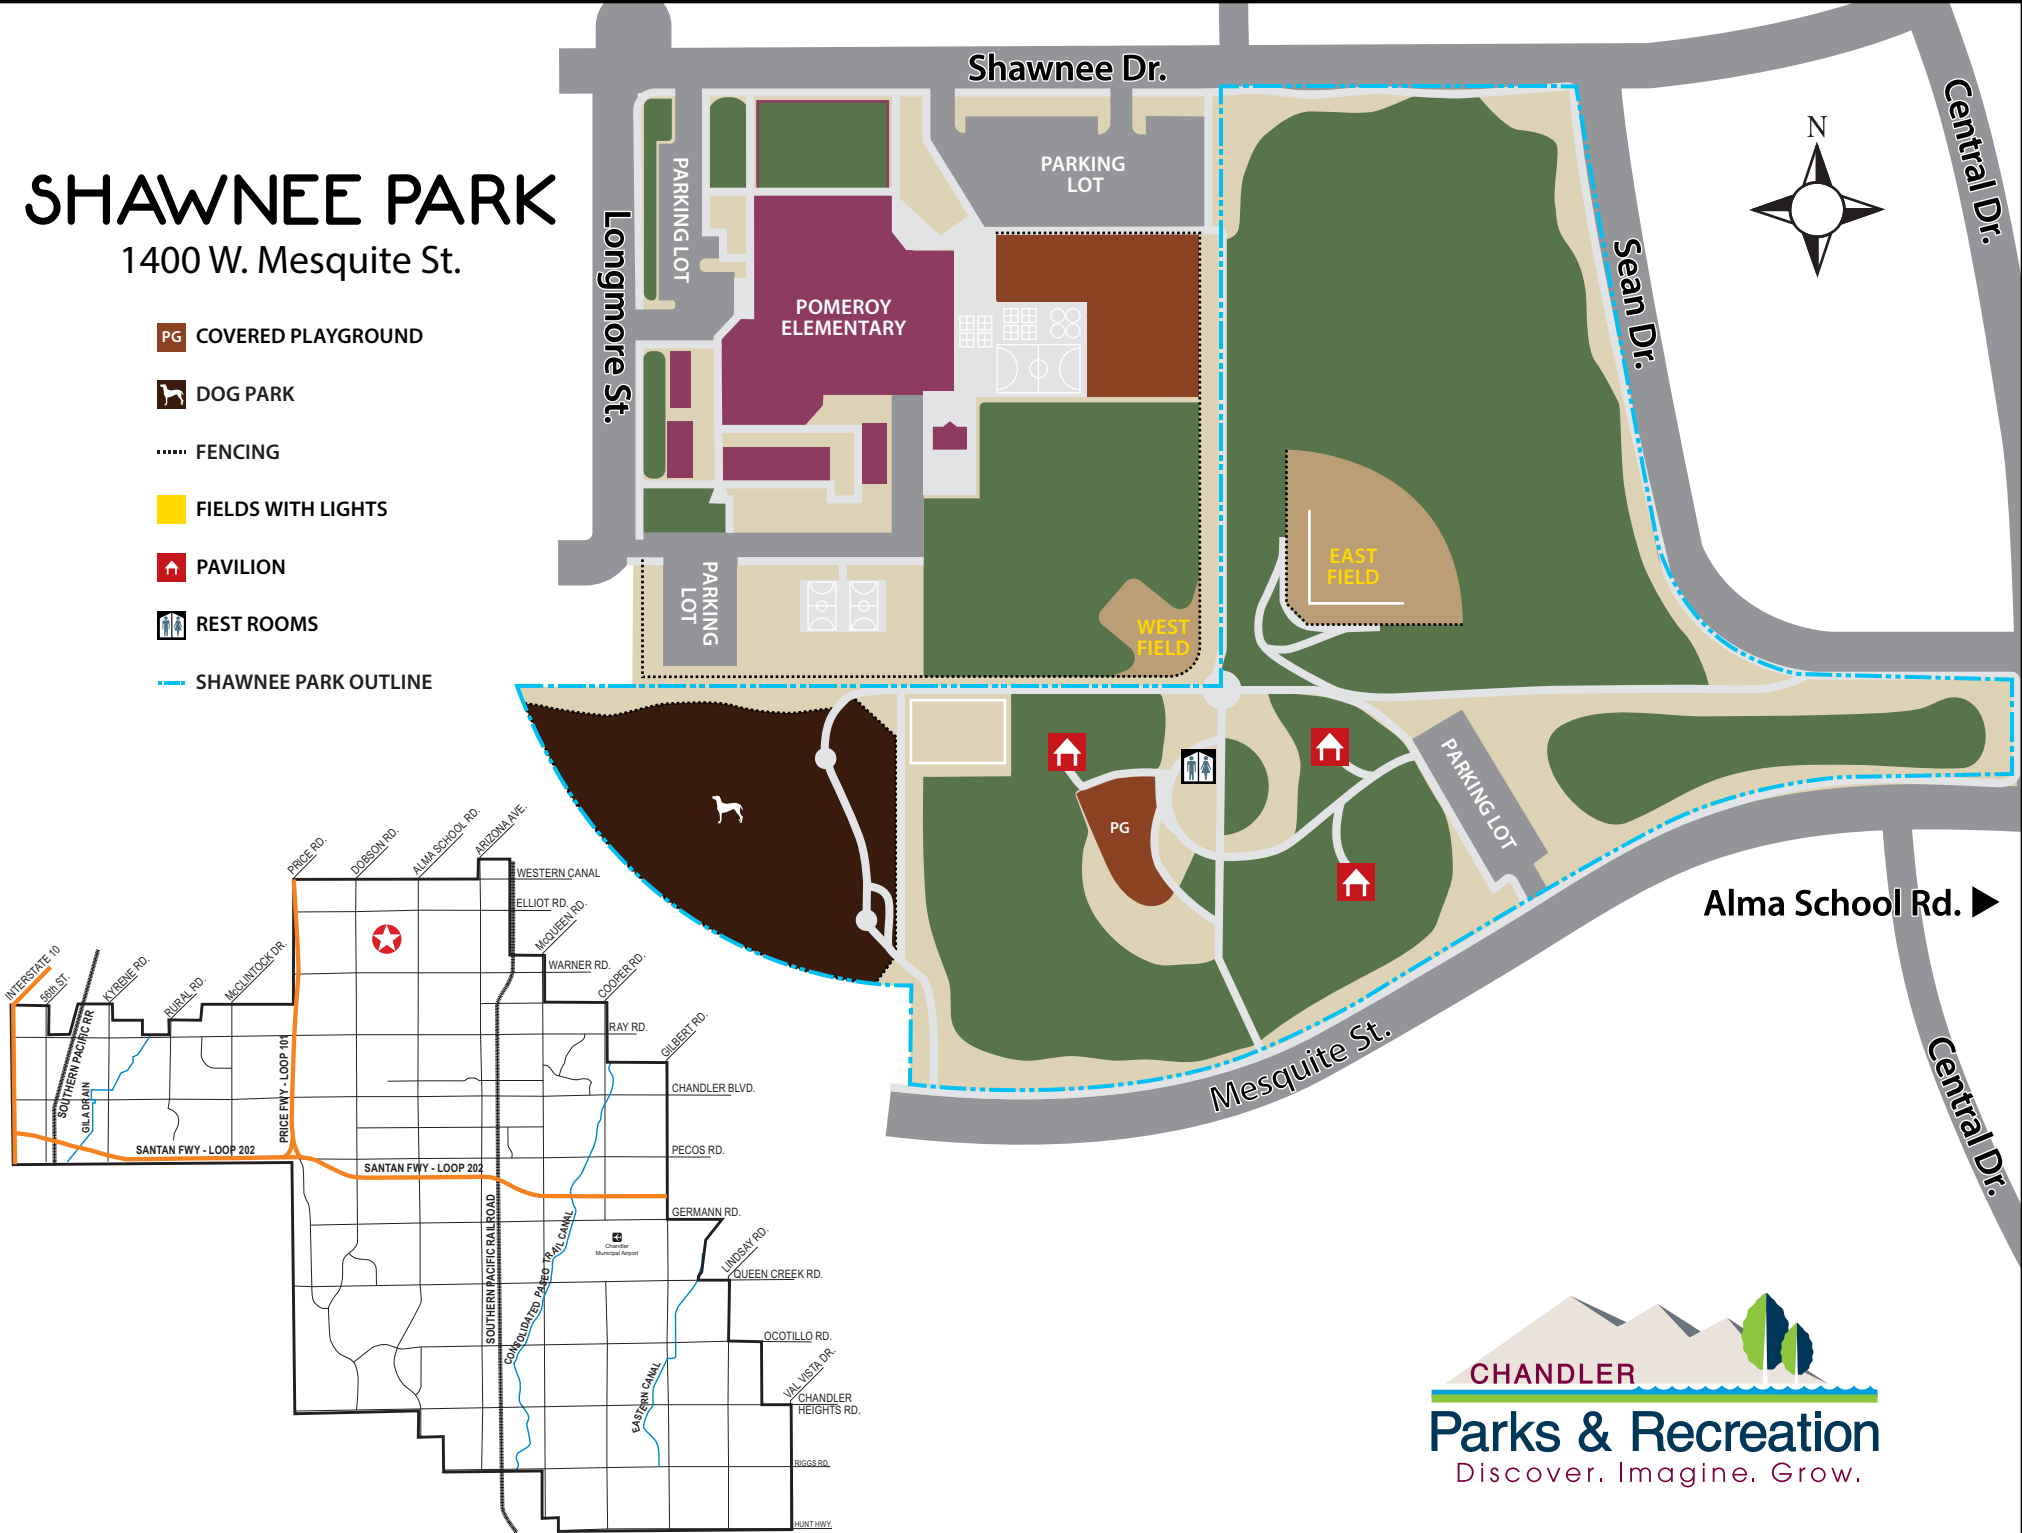 SHAWNEE PARK
1400 W. Mesquite St.
PG
COVERED PLAYGROUND
DOG PARK
FENCING
FIELDS WITH LIGHTS
PAVILION
REST ROOMS
SHAWNEE PARK OUTLINE
Shawnee Dr.
Longmore St.
Sean Dr.
Central Dr.
N
PARKING LOT
PARKING
LOT
POMEROY
ELEMENTARY
PARKING
LOT
EAST
FIELD
WEST
FIELD
PG
PARKING LOT
Alma School Rd.
Mesquite St.
Central Dr.
PRICE RD.
DOBSON RD.
ALMA SCHOOL RD.
ARIZONA AVE.
WESTERN CANAL
ELLIOT RD.
McQUEEN RD.
WARNER RD.
COOPER RD.
RAY RD.
GILBERT RD.
CHANDLER BLVD.
PECOS RD.
GERMANN RD.
LINDSAY RD.
QUEEN CREEK RD.
OCOTILLO RD.
VAL VISTA DR.
CHANDLER
HEIGHTS RD.
RIGGS RD.
HUNT HWY.
INTERSTATE 10
56th ST.
KYRENE RD.
RURAL RD.
McCLINTOCK DR.
SOUTHERN PACIFIC RR
GILA DRAIN
PRICE FWY - LOOP 101
SANTAN FWY - LOOP 202
SANTAN FWY - LOOP 202
SOUTHERN PACIFIC RAILROAD
CONSOLIDATED PASEO TRAIL CANAL
EASTERN CANAL
Chandler
Municipal Airport
CHANDLER
Parks & Recreation
Discover. Imagine. Grow.